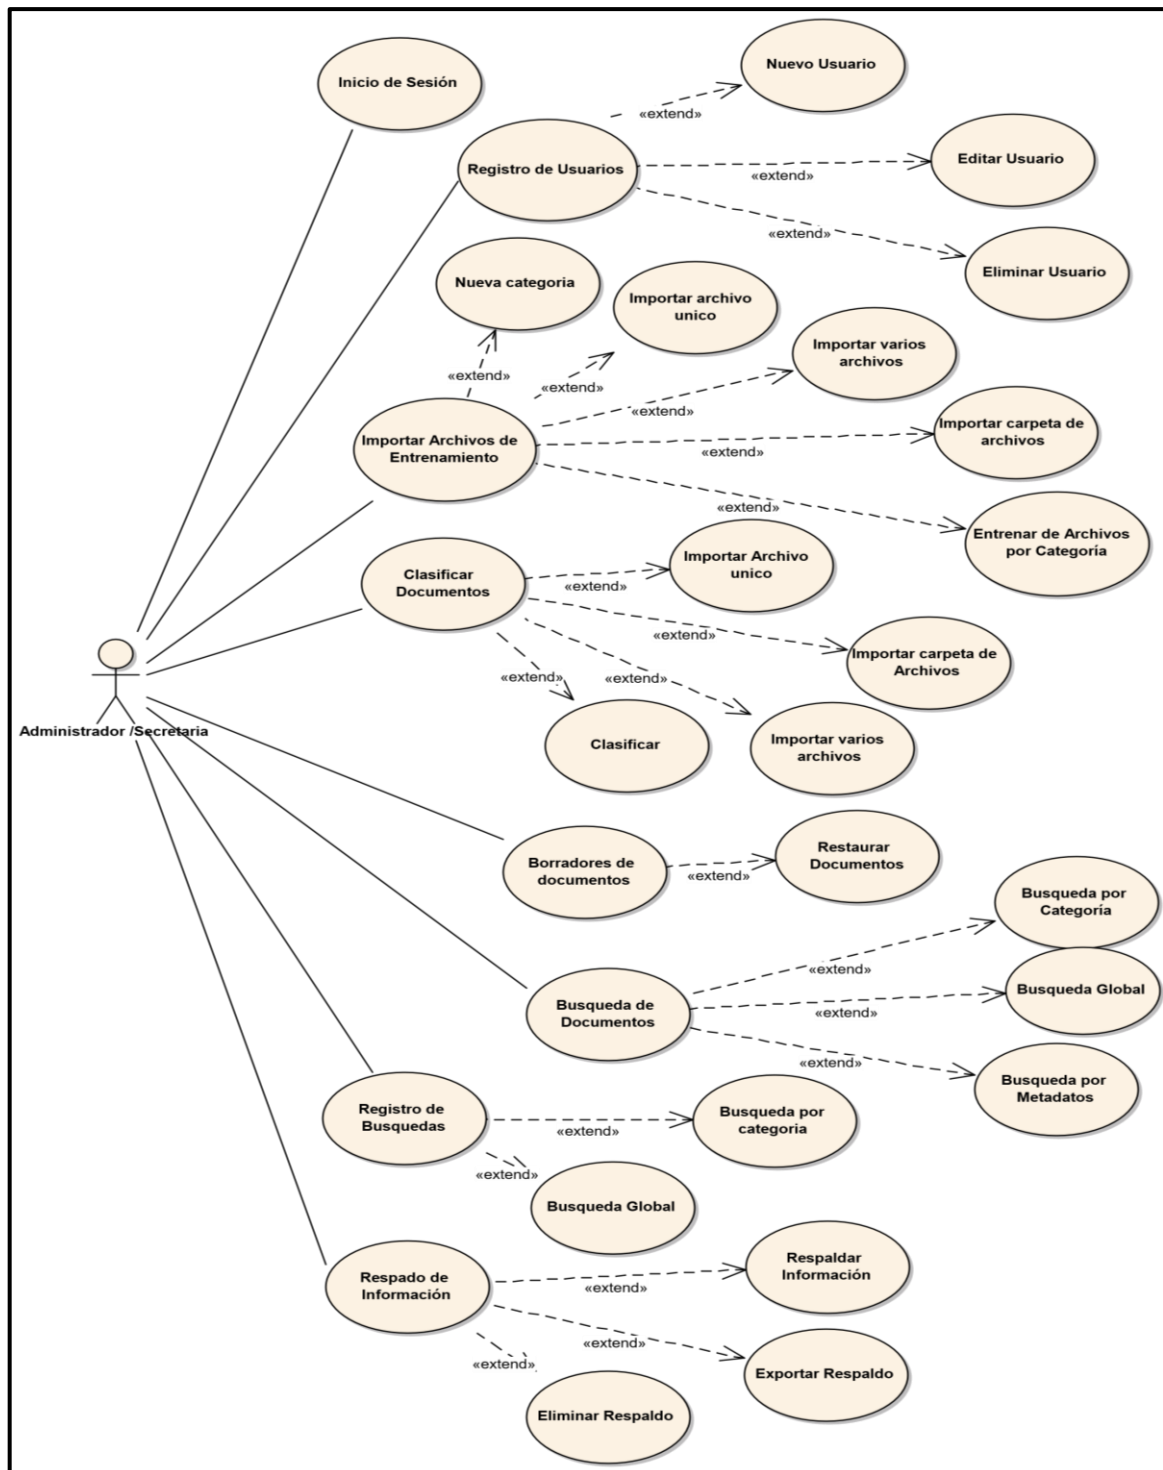 Inicio de Sesión
Nuevo Usuario
«extend»
Registro de Usuarios
Editar Usuario
«extend»
«extend»
Eliminar Usuario
Nueva categoria
Importar archivo
unico
Importar varios
archivos
«extend»
«extend»
«extend»
Importar Archivos de
Entrenamiento
Importar carpeta de
archivos
«extend»
«extend»
Entrenar de Archivos
por Categoría
Clasificar
Documentos
Importar Archivo
unico
«extend»
«extend»
Importar carpeta de
Archivos
«extend»
«extend»
Administrador /Secretaria
Clasificar
Importar varios
archivos
Borradores de
documentos
«extend»
Restaurar
Documentos
Busqueda por
Categoría
«extend»
Busqueda de
Documentos
Busqueda Global
«extend»
«extend»
Busqueda por
Metadatos
Registro de
Busquedas
«extend»
Busqueda por
categoria
«extend»
Busqueda Global
Respado de
Información
Respaldar
Información
«extend»
«extend»
«extend»
Exportar Respaldo
Eliminar Respaldo